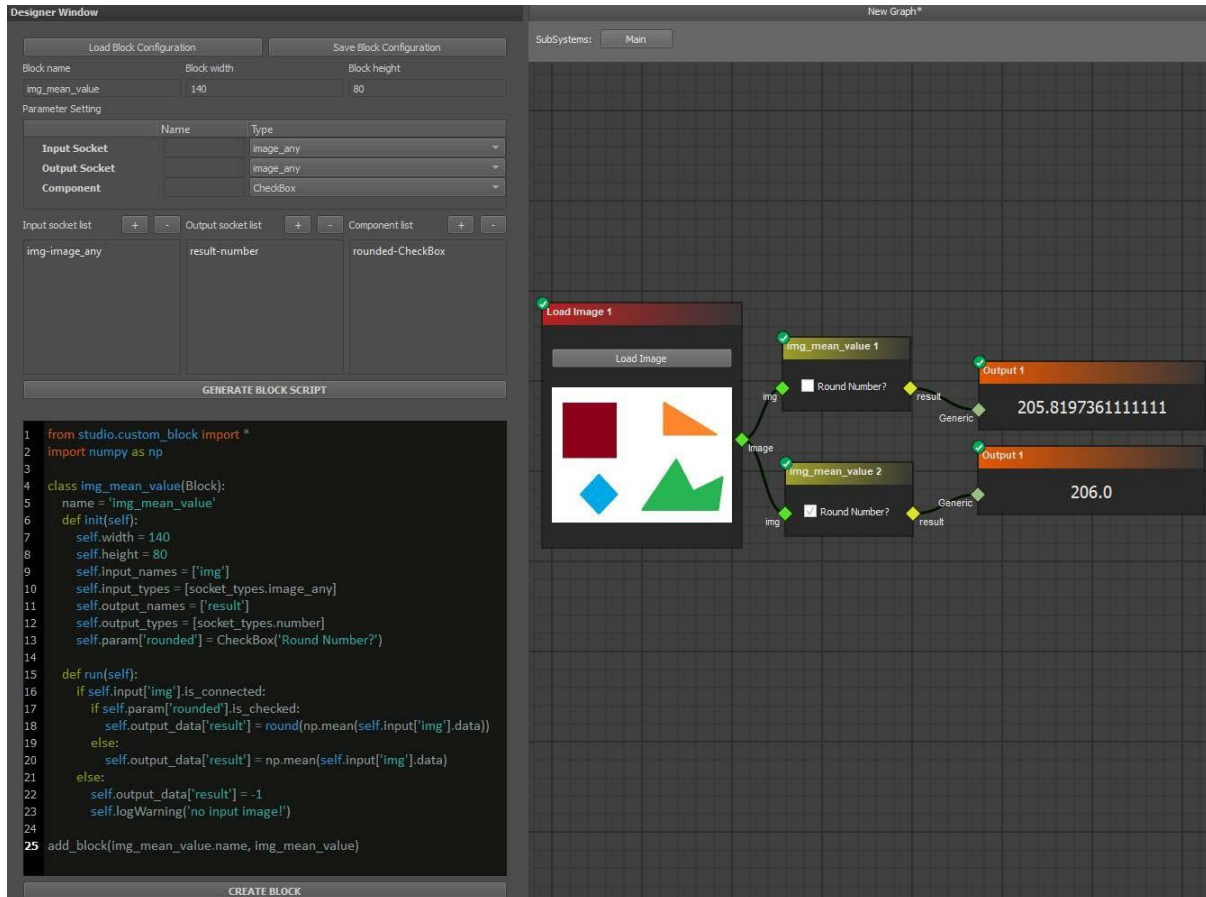 Designer Window
Load Block Configuration Save Block Configuration
Block name Block width Block height
img_mean_value 140 80
Parameter Setting
Name Type
Input Socket image_any
Output Socket image_any
Component CheckBox
Input socket list + - Output socket list + - Component list + -
img-image_any result-number rounded-CheckBox
GENERATE BLOCK SCRIPT
1 from studio.custom_block import *
2 import numpy as np
3
4 class img_mean_value(Block):
5 name = 'img_mean_value'
6 def init(self):
7 self.width = 140
8 self.height = 80
9 self.input_names = ['img']
10 self.input_types = [socket_types.image_any]
11 self.output_names = ['result']
12 self.output_types = [socket_types.number]
13 self.param['rounded'] = CheckBox('Round Number?')
14
15 def run(self):
16 if self.input['img'].is_connected:
17 if self.param['rounded'].is_checked:
18 self.output_data['result'] = round(np.mean(self.input['img'].data))
19 else:
20 self.output_data['result'] = np.mean(self.input['img'].data)
21 else:
22 self.output_data['result'] = -1
23 self.logWarning('no input image!')
24
25 add_block(img_mean_value.name, img_mean_value)
CREATE BLOCK
New Graph*
SubSystems: Main
Load Image 1
Load Image
Image
img_mean_value 1
img Round Number? result
Output 1
Generic 205.8197361111111
img_mean_value 2
img Round Number? result
Output 1
Generic 206.0